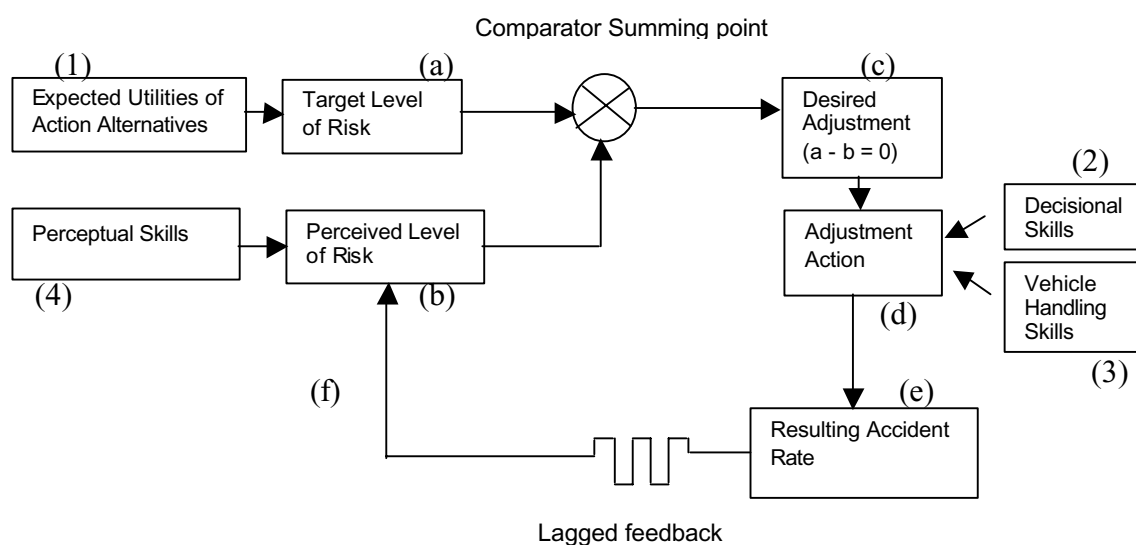 Comparator Summing point
(1)
Expected Utilities of
Action Alternatives
(a)
Target Level
of Risk
(c)
Desired
Adjustment
(a - b = 0)
(2)
Decisional
Skills
Perceptual Skills
(4)
Perceived Level
of Risk
(b)
Adjustment
Action
(d)
Vehicle
Handling
Skills
(3)
(f)
(e)
Resulting Accident
Rate
Lagged feedback